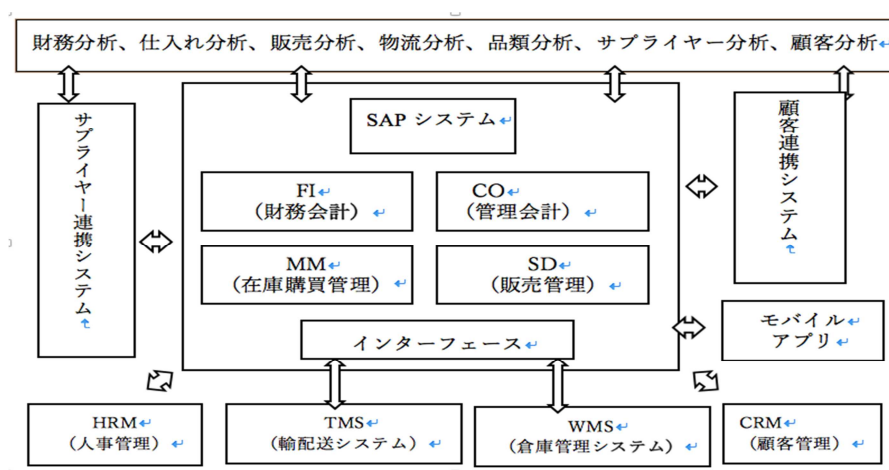 財務分析、仕入れ分析、販売分析、物流分析、品類分析、サプライヤー分析、顧客分析
サプライヤー連携システム
SAP システム
顧客連携システム
FI
（財務会計）
CO
（管理会計）
MM
（在庫購買管理）
SD
（販売管理）
インターフェース
モバイル
アプリ
HRM
（人事管理）
TMS
（輸配送システム）
WMS
（倉庫管理システム）
CRM
（顧客管理）